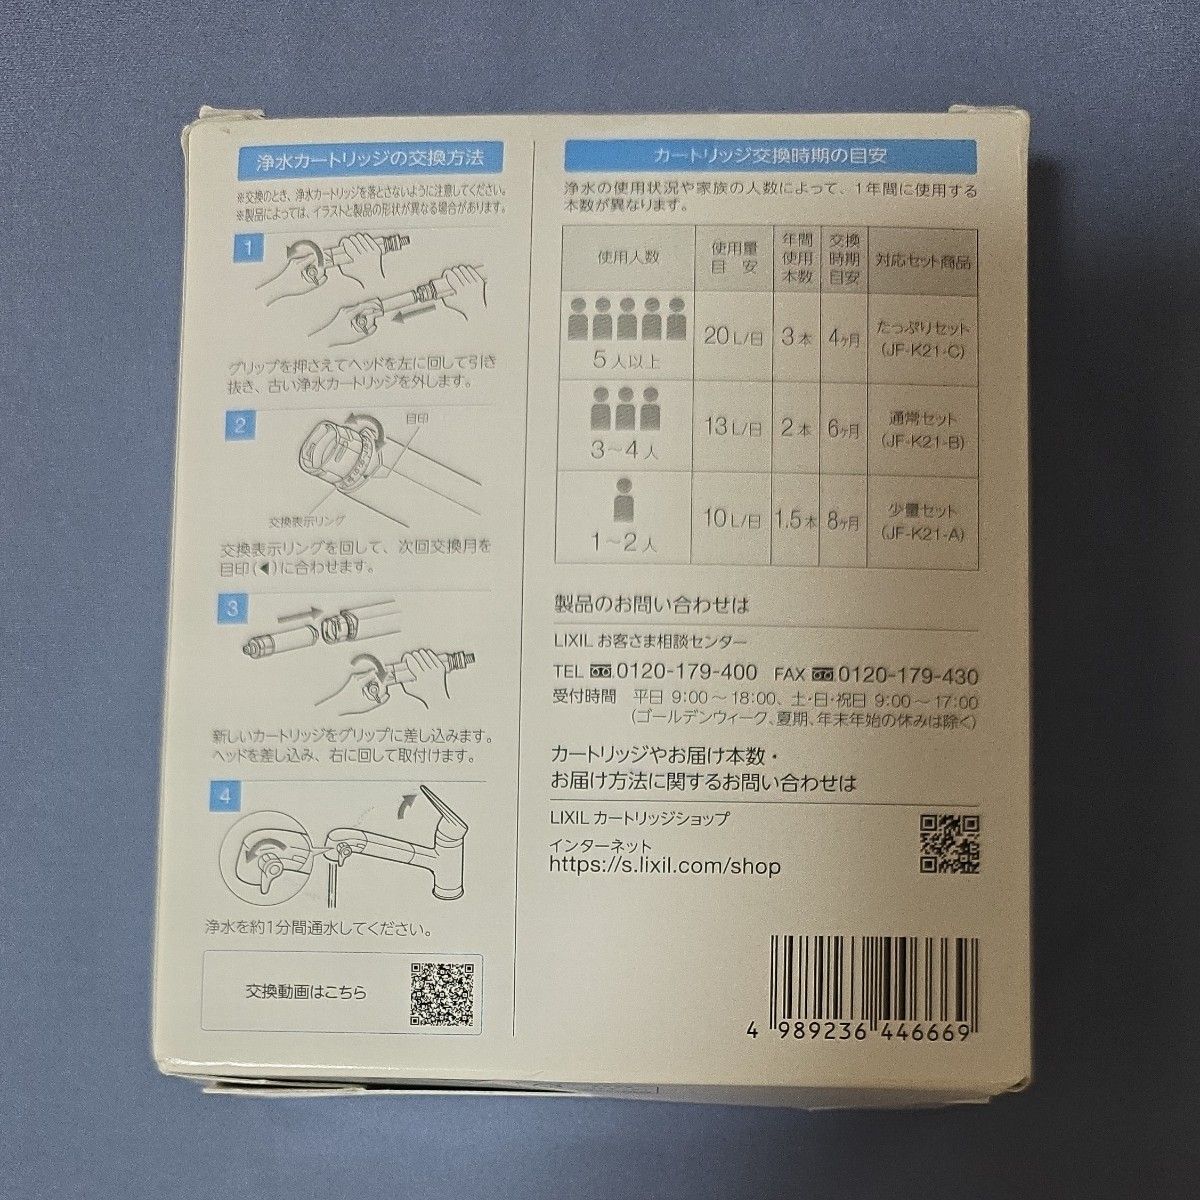 浄水カートリッジの交換方法
※交換のとき、浄水カートリッジを落とさないように注意してください。
※製品によっては、イラストと製品の形状が異なる場合があります。
1
グリップを押さえてヘッドを左に回して引き
抜き、古い浄水カートリッジを外します。
2
目印
交換表示リング
交換表示リングを回して、次回交換月を
目印(◀)に合わせます。
3
新しいカートリッジをグリップに差し込みます。
ヘッドを差し込み、右に回して取付けます。
4
浄水を約1分間通水してください。
交換動画はこちら
カートリッジ交換時期の目安
浄水の使用状況や家族の人数によって、1年間に使用する
本数が異なります。
使用人数 使用量目安 年間使用本数 交換時期目安 対応セット商品
5人以上 20L/日 3本 4ヶ月 たっぷりセット (JF-K21-C)
3〜4人 13L/日 2本 6ヶ月 通常セット (JF-K21-B)
1〜2人 10L/日 1.5本 8ヶ月 少量セット (JF-K21-A)
製品のお問い合わせは
LIXIL お客さま相談センター
TEL 0120-179-400 FAX 0120-179-430
受付時間 平日 9:00〜18:00、土・日・祝日 9:00〜17:00
(ゴールデンウィーク、夏期、年末年始の休みは除く)
カートリッジやお届け本数・
お届け方法に関するお問い合わせは
LIXIL カートリッジショップ
インターネット
https://s.lixil.com/shop
4 989236 446669